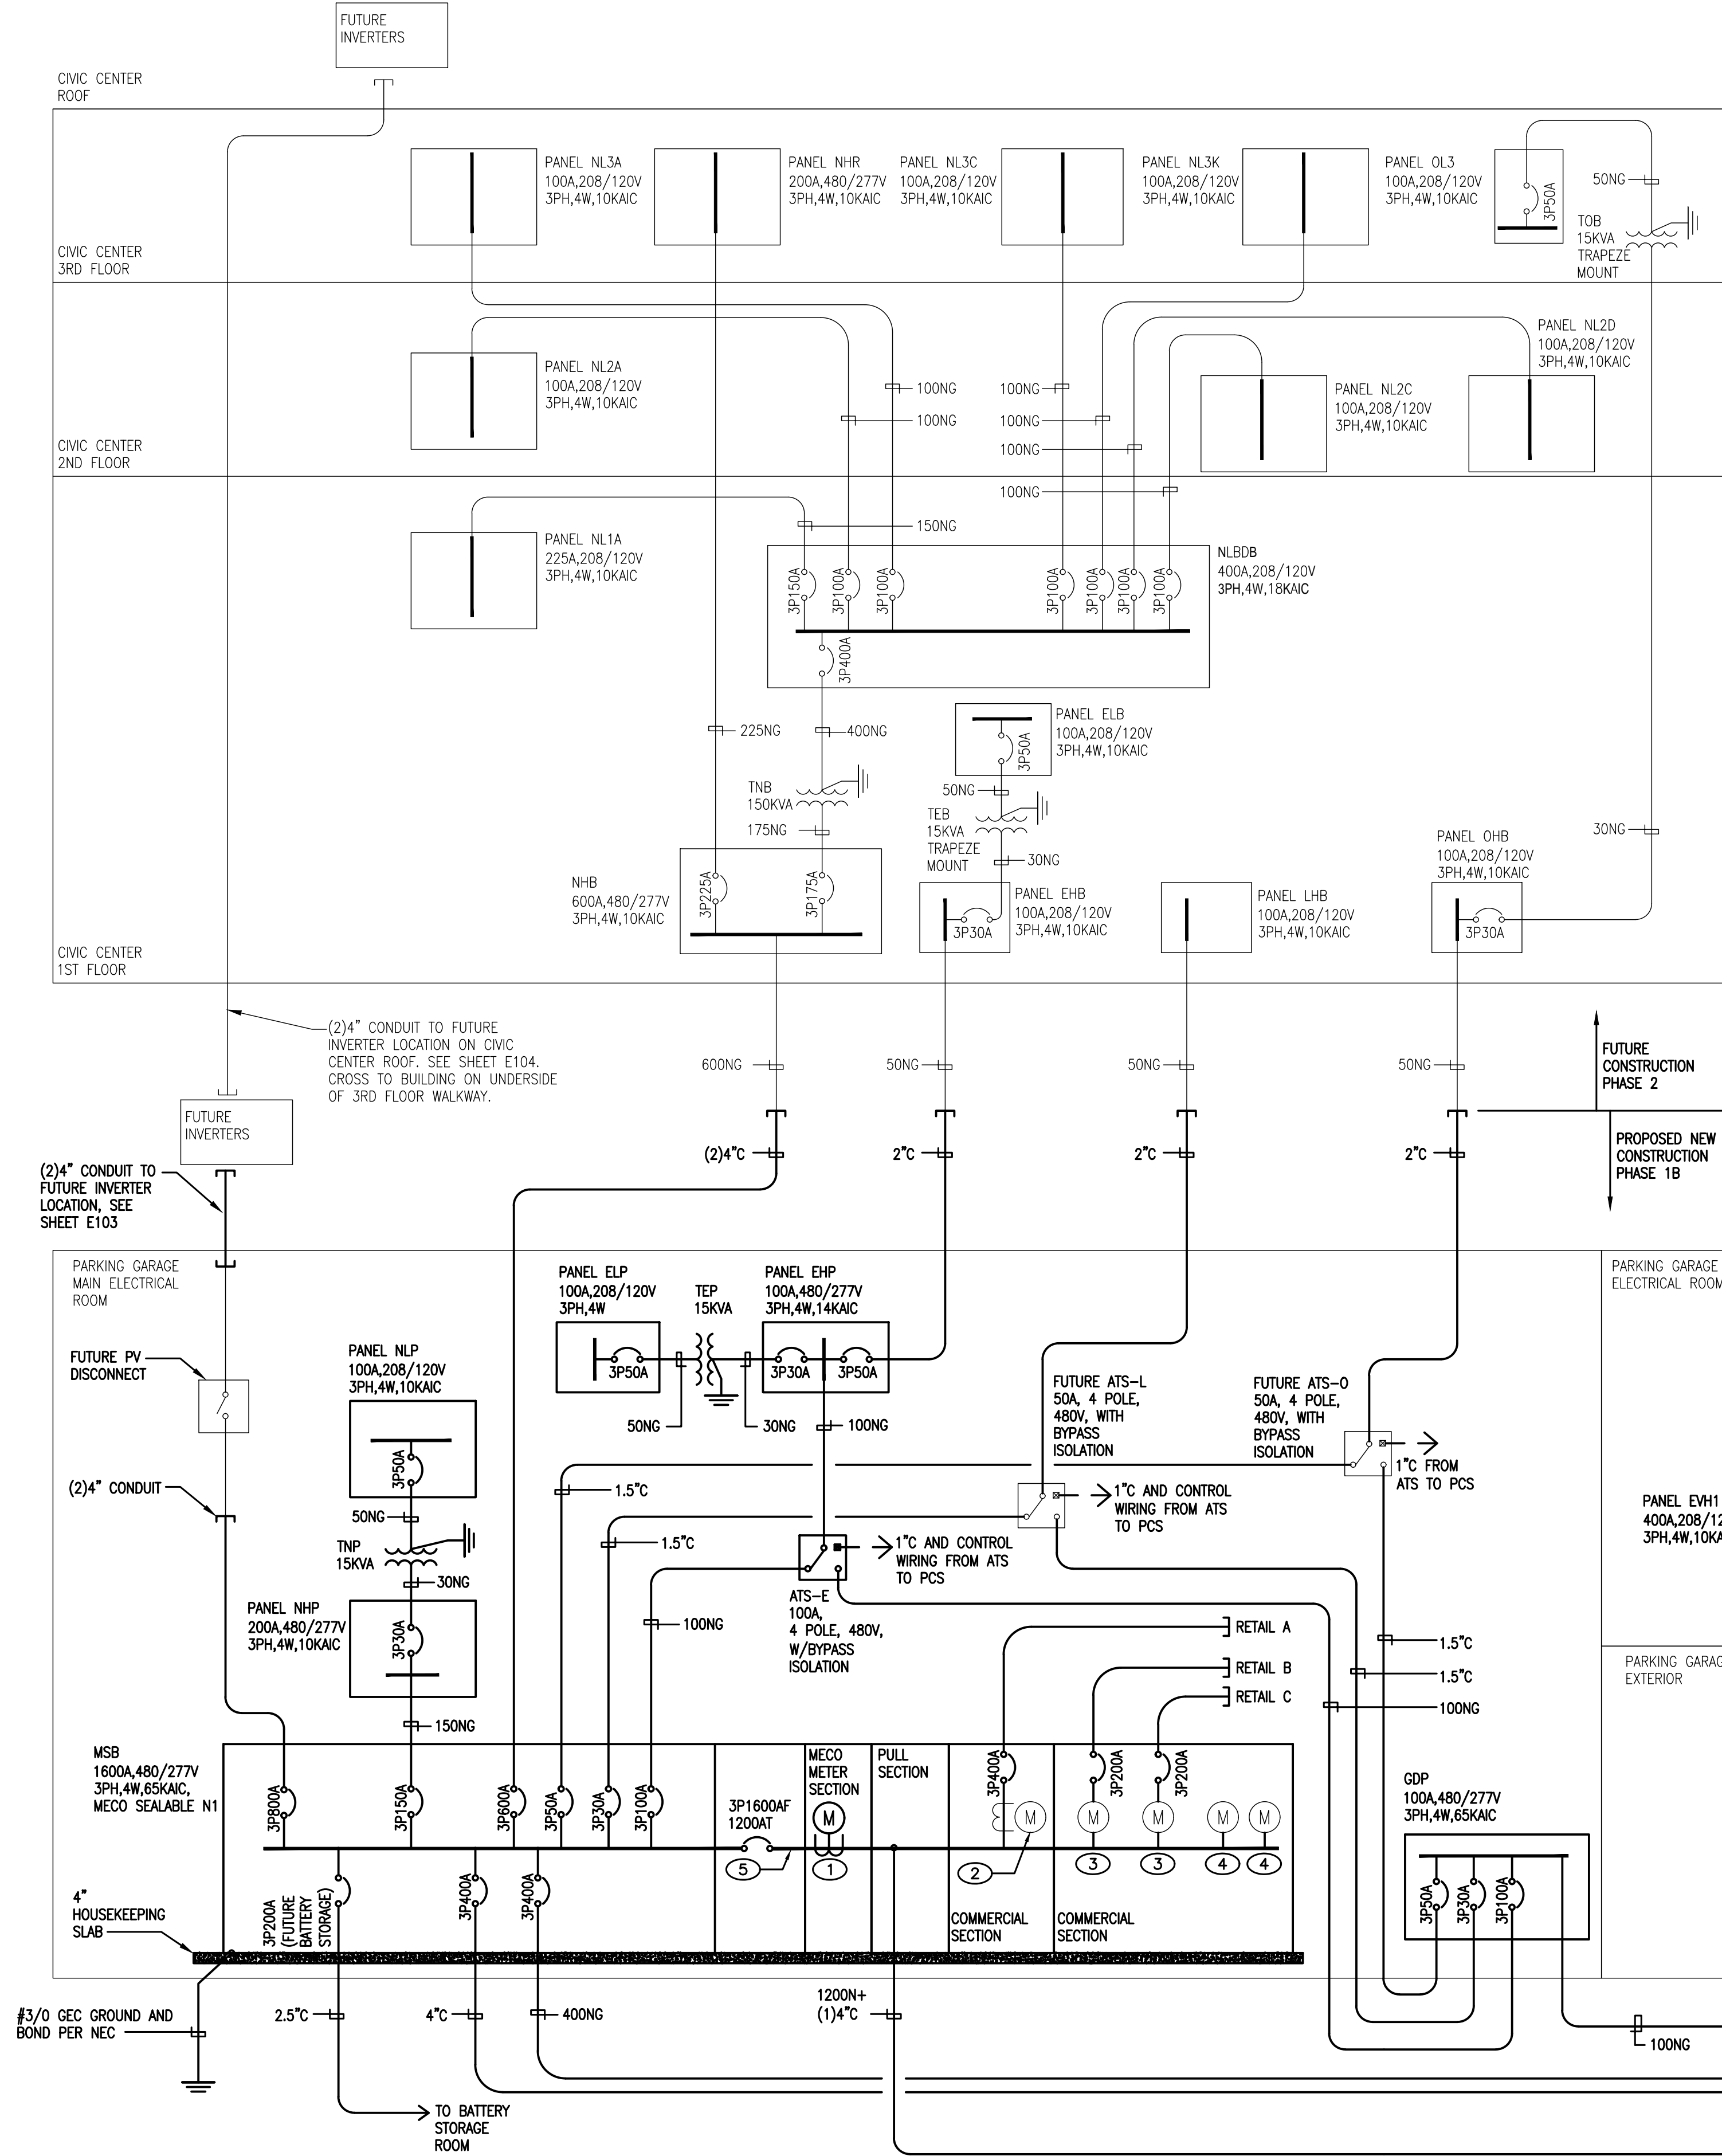 FUTURE
INVERTERS
CIVIC CENTER
ROOF
PANEL NL3A
100A,208/120V
3PH,4W,10KAIC
PANEL NHR
200A,480/277V
3PH,4W,10KAIC
PANEL NL3C
100A,208/120V
3PH,4W,10KAIC
PANEL NL3K
100A,208/120V
3PH,4W,10KAIC
PANEL OL3
100A,208/120V
3PH,4W,10KAIC
3P50A
50NG
TOB
15KVA
TRAPEZE
MOUNT
CIVIC CENTER
3RD FLOOR
PANEL NL2A
100A,208/120V
3PH,4W,10KAIC
100NG
100NG
100NG
100NG
100NG
100NG
PANEL NL2C
100A,208/120V
3PH,4W,10KAIC
PANEL NL2D
100A,208/120V
3PH,4W,10KAIC
CIVIC CENTER
2ND FLOOR
PANEL NL1A
225A,208/120V
3PH,4W,10KAIC
150NG
3P150A
3P100A
3P100A
3P100A
3P100A
3P100A
3P100A
3P400A
NLBDB
400A,208/120V
3PH,4W,18KAIC
225NG
400NG
TNB
150KVA
175NG
PANEL ELB
100A,208/120V
3PH,4W,10KAIC
3P50A
50NG
TEB
15KVA
TRAPEZE
MOUNT
30NG
NHB
600A,480/277V
3PH,4W,10KAIC
3P225A
3P175A
PANEL EHB
100A,208/120V
3PH,4W,10KAIC
3P30A
PANEL LHB
100A,208/120V
3PH,4W,10KAIC
PANEL OHB
100A,208/120V
3PH,4W,10KAIC
3P30A
30NG
CIVIC CENTER
1ST FLOOR
(2)4" CONDUIT TO FUTURE
INVERTER LOCATION ON CIVIC
CENTER ROOF. SEE SHEET E104.
CROSS TO BUILDING ON UNDERSIDE
OF 3RD FLOOR WALKWAY.
600NG
50NG
50NG
50NG
FUTURE
CONSTRUCTION
PHASE 2
FUTURE
INVERTERS
(2)4"C
2"C
2"C
2"C
PROPOSED NEW
CONSTRUCTION
PHASE 1B
(2)4" CONDUIT TO
FUTURE INVERTER
LOCATION, SEE
SHEET E103
PARKING GARAGE
MAIN ELECTRICAL
ROOM
PARKING GARAGE
ELECTRICAL ROOM
PANEL ELP
100A,208/120V
3PH,4W
3P50A
TEP
15KVA
PANEL EHP
100A,480/277V
3PH,4W,14KAIC
3P30A
3P50A
50NG
30NG
100NG
FUTURE PV
DISCONNECT
PANEL NLP
100A,208/120V
3PH,4W,10KAIC
3P50A
FUTURE ATS-L
50A, 4 POLE,
480V, WITH
BYPASS
ISOLATION
FUTURE ATS-O
50A, 4 POLE,
480V, WITH
BYPASS
ISOLATION
1"C FROM
ATS TO PCS
(2)4" CONDUIT
1.5"C
1"C AND CONTROL
WIRING FROM ATS
TO PCS
50NG
TNP
15KVA
30NG
1.5"C
1"C AND CONTROL
WIRING FROM ATS
TO PCS
ATS-E
100A,
4 POLE, 480V,
W/BYPASS
ISOLATION
PANEL EVH1
PANEL NHP
200A,480/277V
3PH,4W,10KAIC
3P30A
100NG
RETAIL A
RETAIL B
RETAIL C
1.5"C
1.5"C
100NG
EXTERIOR
150NG
MSB
1600A,480/277V
3PH,4W,65KAIC,
MECO SEALABLE N1
3P800A
3P150A
3P600A
3P50A
3P30A
3P100A
3P1600AF
1200AT
5
MECO
METER
SECTION
M
1
PULL
SECTION
3P400A
M
2
3P200A
3P200A
M
M
M
M
3
3
4
4
COMMERCIAL
SECTION
COMMERCIAL
SECTION
GDP
100A,480/277V
3PH,4W,65KAIC
3P50A
3P30A
3P100A
3P200A
(FUTURE
BATTERY
STORAGE)
3P400A
3P400A
4"
HOUSEKEEPING
SLAB
#3/0 GEC GROUND AND
BOND PER NEC
2.5"C
4"C
400NG
1200N+
(1)4"C
100NG
TO BATTERY
STORAGE
ROOM